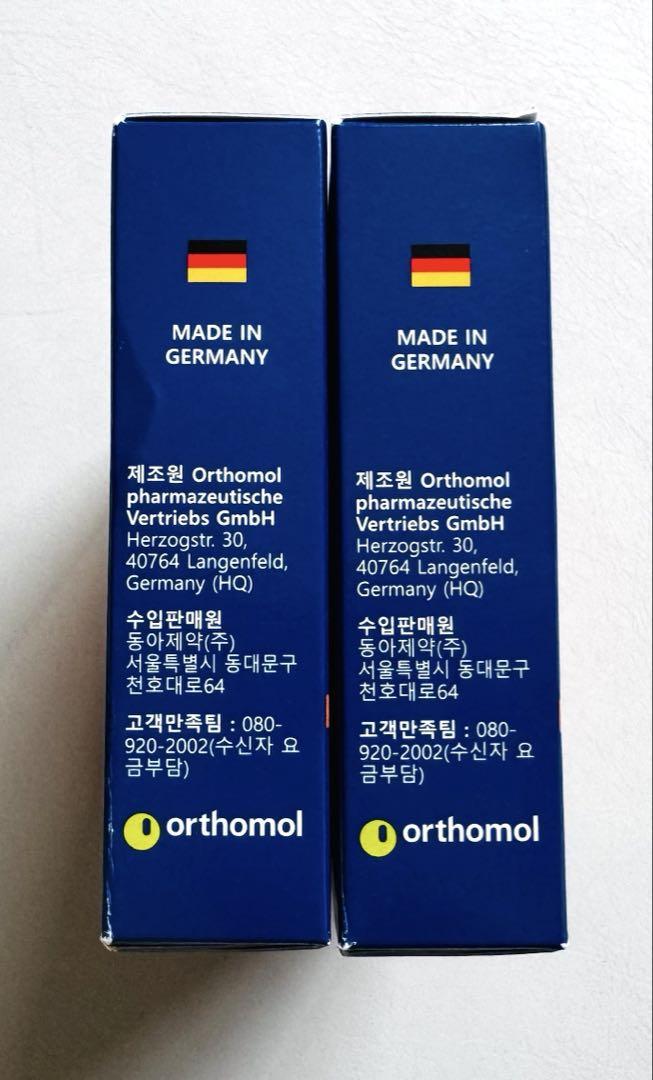 MADE IN
GERMANY
제조원 Orthomol
pharmazeutische
Vertriebs GmbH
Herzogstr. 30,
40764 Langenfeld,
Germany (HQ)
수입판매원
동아제약(주)
서울특별시 동대문구
천호대로64
고객만족팀 : 080-
920-2002(수신자 요
금부담)
orthomol
MADE IN
GERMANY
제조원 Orthomol
pharmazeutische
Vertriebs GmbH
Herzogstr. 30,
40764 Langenfeld,
Germany (HQ)
수입판매원
동아제약(주)
서울특별시 동대문구
천호대로64
고객만족팀 : 080-
920-2002(수신자 요
금부담)
orthomol